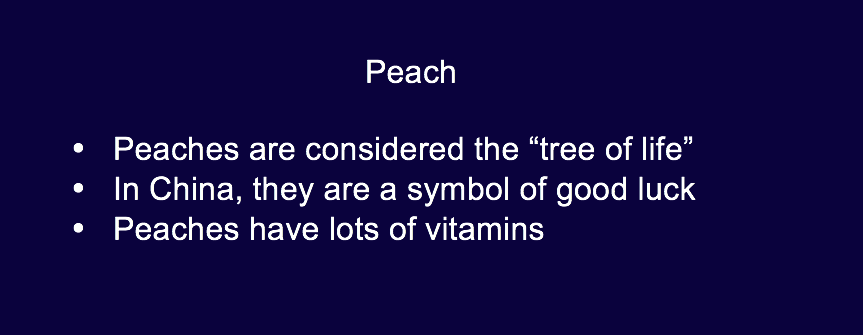 Peach
• Peaches are considered the “tree of life”
• In China, they are a symbol of good luck
• Peaches have lots of vitamins